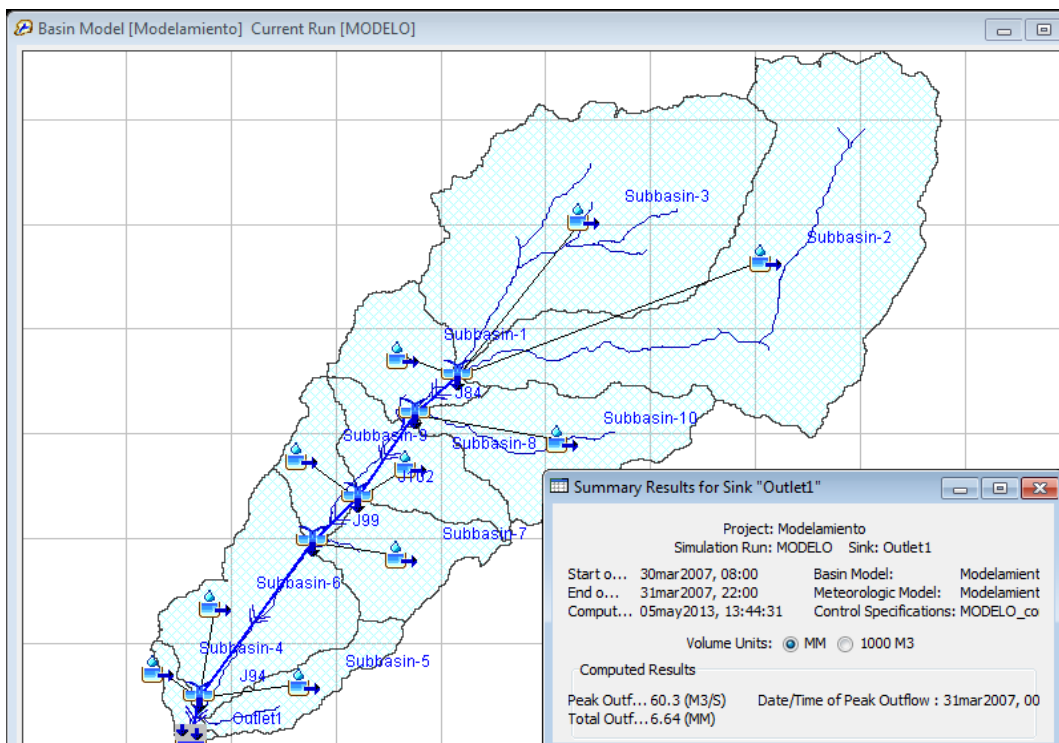 Basin Model [Modelamiento] Current Run [MODELO]
Subbasin-3
Subbasin-2
Subbasin-1
J84
Subbasin-10
Subbasin-9
Subbasin-8
J102
J99
Subbasin-7
Subbasin-6
Subbasin-4
Subbasin-5
J94
Outlet1
Summary Results for Sink "Outlet1"
Project: Modelamiento
Simulation Run: MODELO Sink: Outlet1
Start o... 30mar2007, 08:00 Basin Model: Modelamient
End o... 31mar2007, 22:00 Meteorologic Model: Modelamient
Comput... 05may2013, 13:44:31 Control Specifications: MODELO_co
Volume Units: MM 1000 M3
Computed Results
Peak Outf... 60.3 (M3/S) Date/Time of Peak Outflow : 31mar2007, 00
Total Outf... 6.64 (MM)